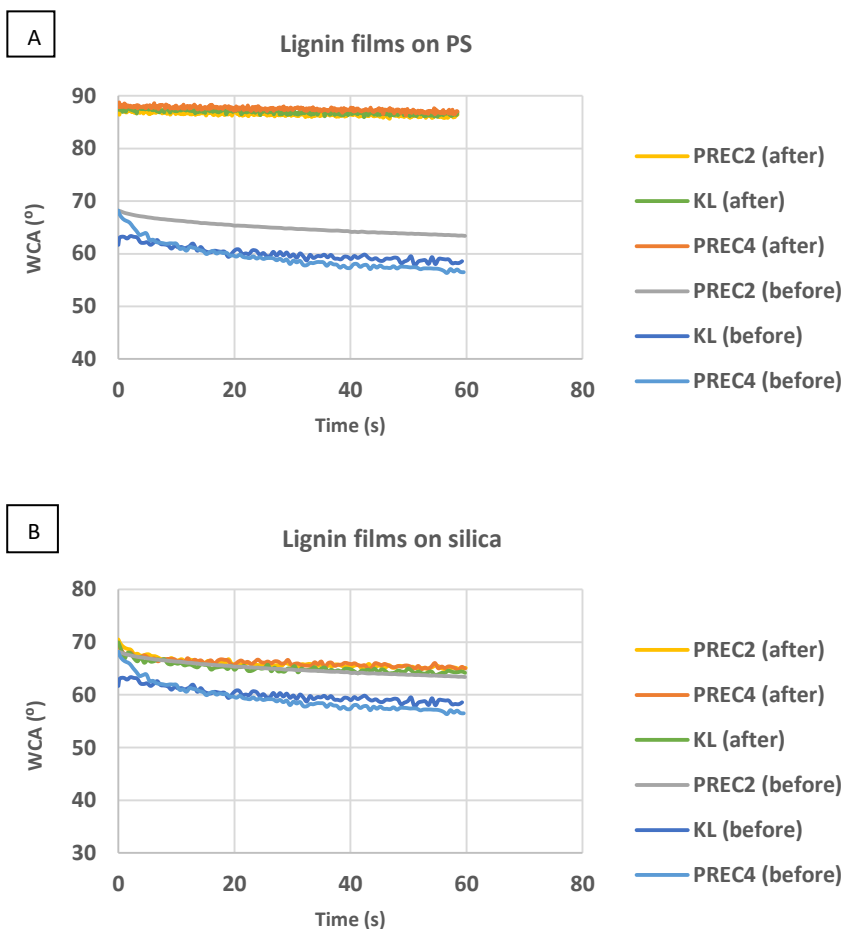 A
Lignin films on PS
90
80
70
60
50
40
WCA (º)
0 20 40 60 80
Time (s)
PREC2 (after)
KL (after)
PREC4 (after)
PREC2 (before)
KL (before)
PREC4 (before)
B
Lignin films on silica
80
70
60
50
40
30
WCA (º)
0 20 40 60 80
Time (s)
PREC2 (after)
PREC4 (after)
KL (after)
PREC2 (before)
KL (before)
PREC4 (before)